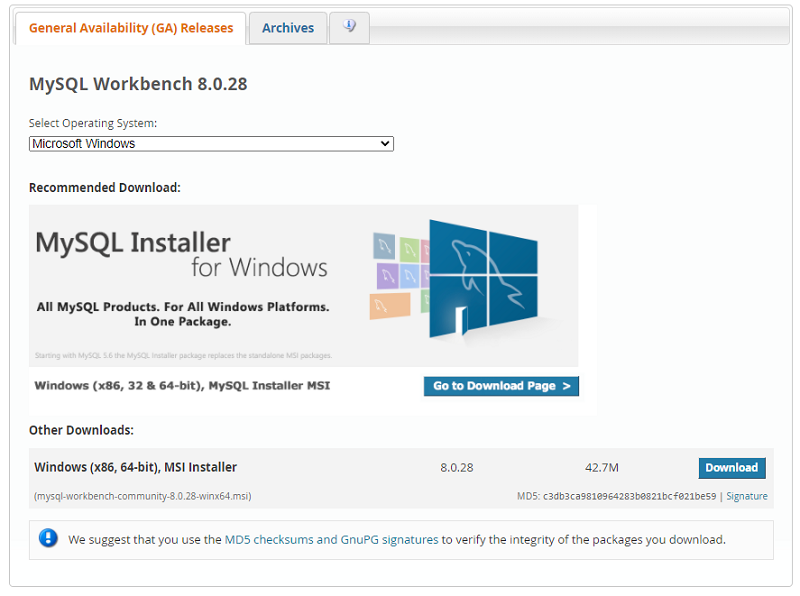 General Availability (GA) Releases
Archives
MySQL Workbench 8.0.28
Select Operating System:
Microsoft Windows
Recommended Download:
MySQL Installer
for Windows
All MySQL Products. For All Windows Platforms.
In One Package.
Starting with MySQL 5.6 the MySQL Installer package replaces the standalone MSI packages.
Windows (x86, 32 & 64-bit), MySQL Installer MSI
Go to Download Page >
Other Downloads:
Windows (x86, 64-bit), MSI Installer 8.0.28 42.7M Download
(mysql-workbench-community-8.0.28-winx64.msi) MD5: c3db3ca9810964283b0821bcf021be59 | Signature
We suggest that you use the MD5 checksums and GnuPG signatures to verify the integrity of the packages you download.